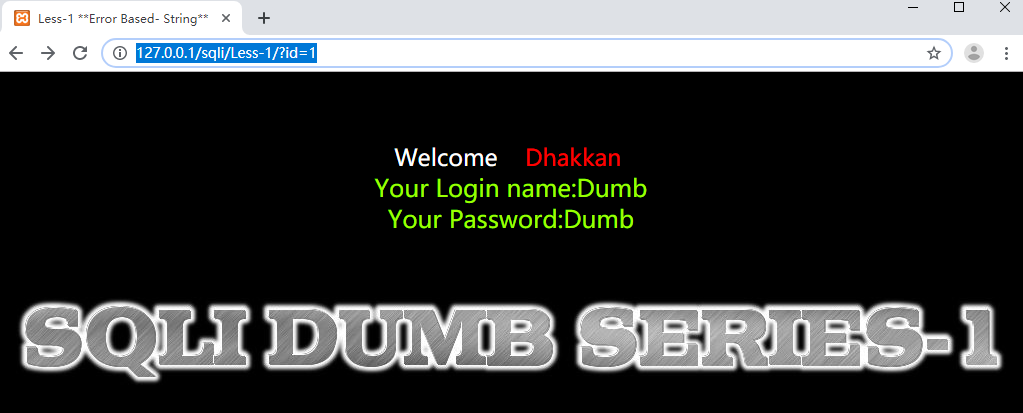 Less-1 **Error Based- String**
127.0.0.1/sqli/Less-1/?id=1
Welcome Dhakkan
Your Login name:Dumb
Your Password:Dumb
SQLI DUMB SERIES-1